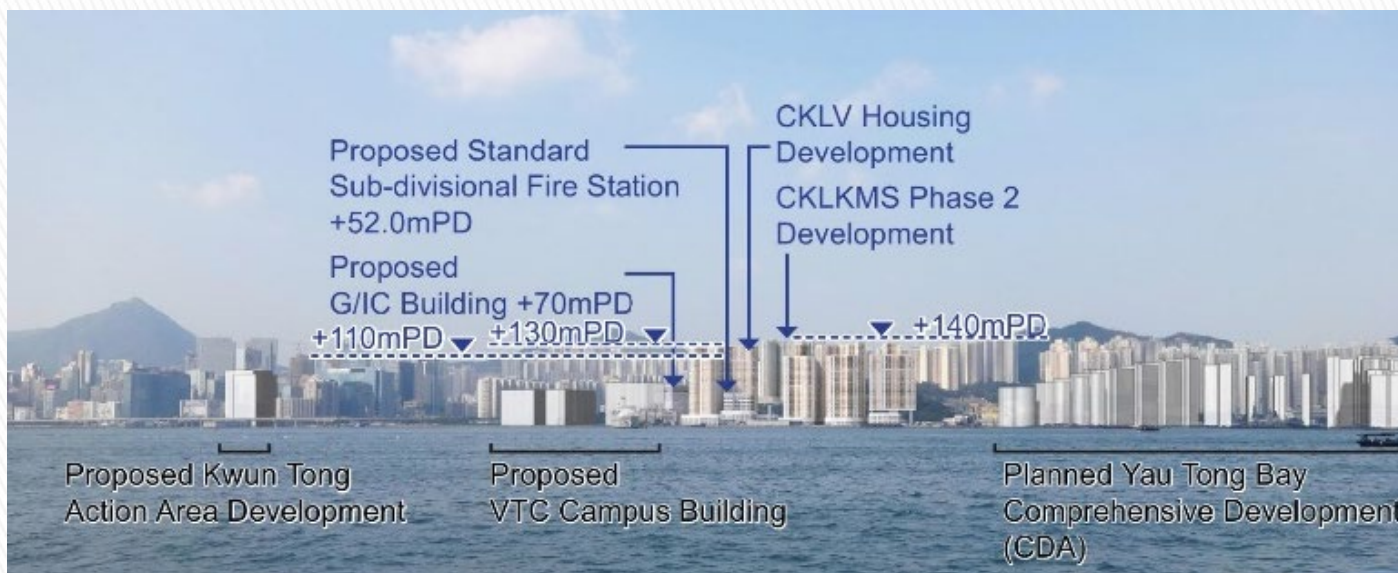 Proposed Standard
Sub-divisional Fire Station
+52.0mPD
Proposed
G/IC Building +70mPD
CKLV Housing
Development
CKLKMS Phase 2
Development
+110mPD
+130mPD
+140mPD
Proposed Kwun Tong
Action Area Development
Proposed
VTC Campus Building
Planned Yau Tong Bay
Comprehensive Development
(CDA)